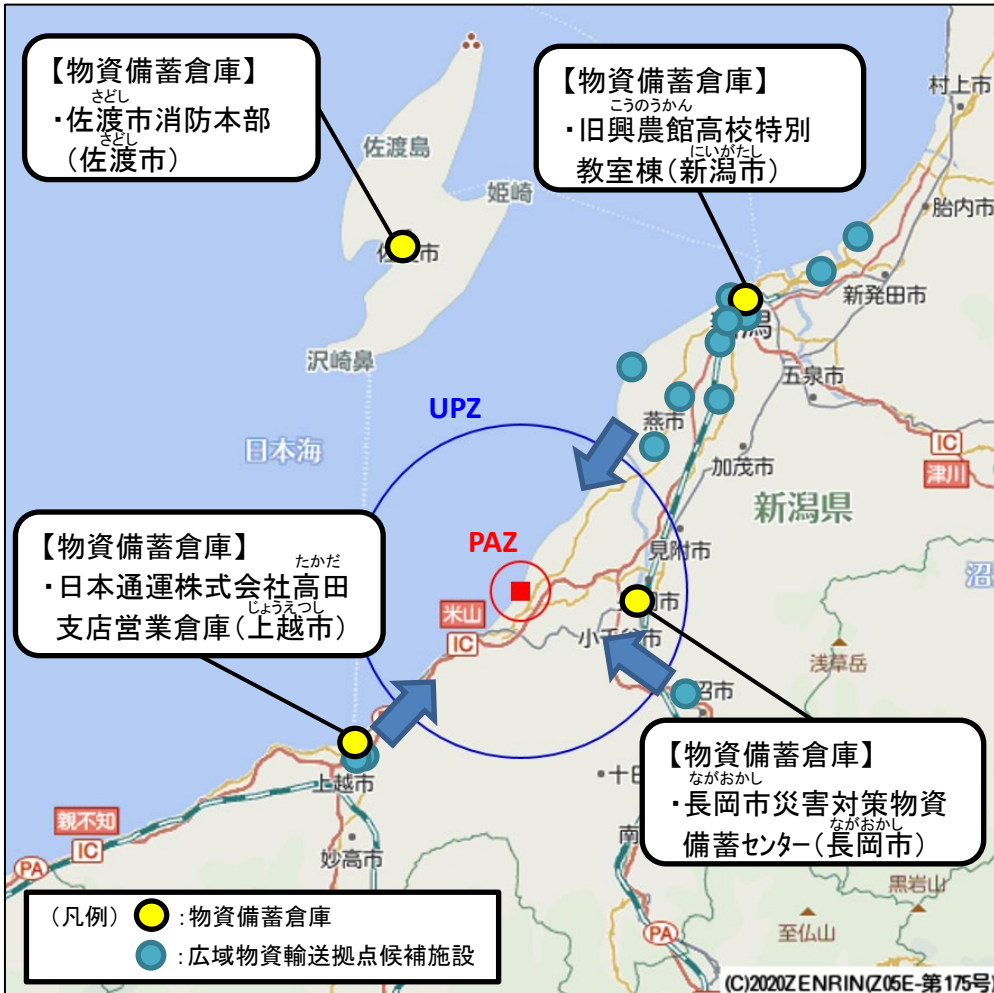 【物資備蓄倉庫】
さどし
・佐渡市消防本部
さどし
(佐渡市)
【物資備蓄倉庫】
こうのうかん
・旧興農館高校特別
にいがたし
教室棟(新潟市)
村上市
佐渡島
姫崎
胎内市
新発田市
沢崎鼻
五泉市
UPZ
燕市
日本海
IC
加茂市
津川
新潟県
【物資備蓄倉庫】
たかだ
・日本通運株式会社高田
じょうえつし
支店営業倉庫(上越市)
PAZ
見附市
米山
IC
浅草岳
上越市
【物資備蓄倉庫】
ながおかし
・長岡市災害対策物資
ながおかし
備蓄センター(長岡市)
親不知
IC
妙高市
PA
黒岩山
(凡例)
:物資備蓄倉庫
PA
至仏山
:広域物資輸送拠点候補施設
(C)2020ZENRIN(Z05E-第175号)